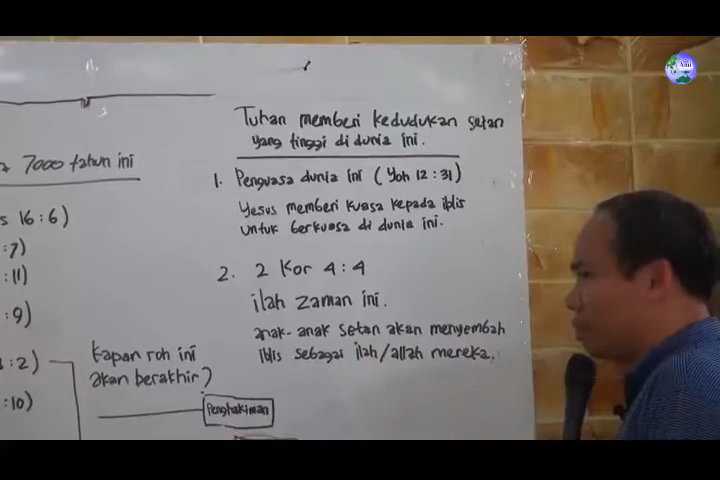 7000 tahun ini
s 16:6)
:7)
:11)
:9)
:2)
:10)
kapan roh ini
akan berakhir?
Penghakiman
Tuhan memberi kedudukan setan
yang tinggi di dunia ini.
1. Penguasa dunia ini (Yoh 12:31)
Yesus memberi kuasa kepada iblis
untuk berkuasa di dunia ini.
2. 2 Kor 4:4
ilah zaman ini.
anak-anak setan akan menyembah
iblis sebagai ilah/allah mereka.